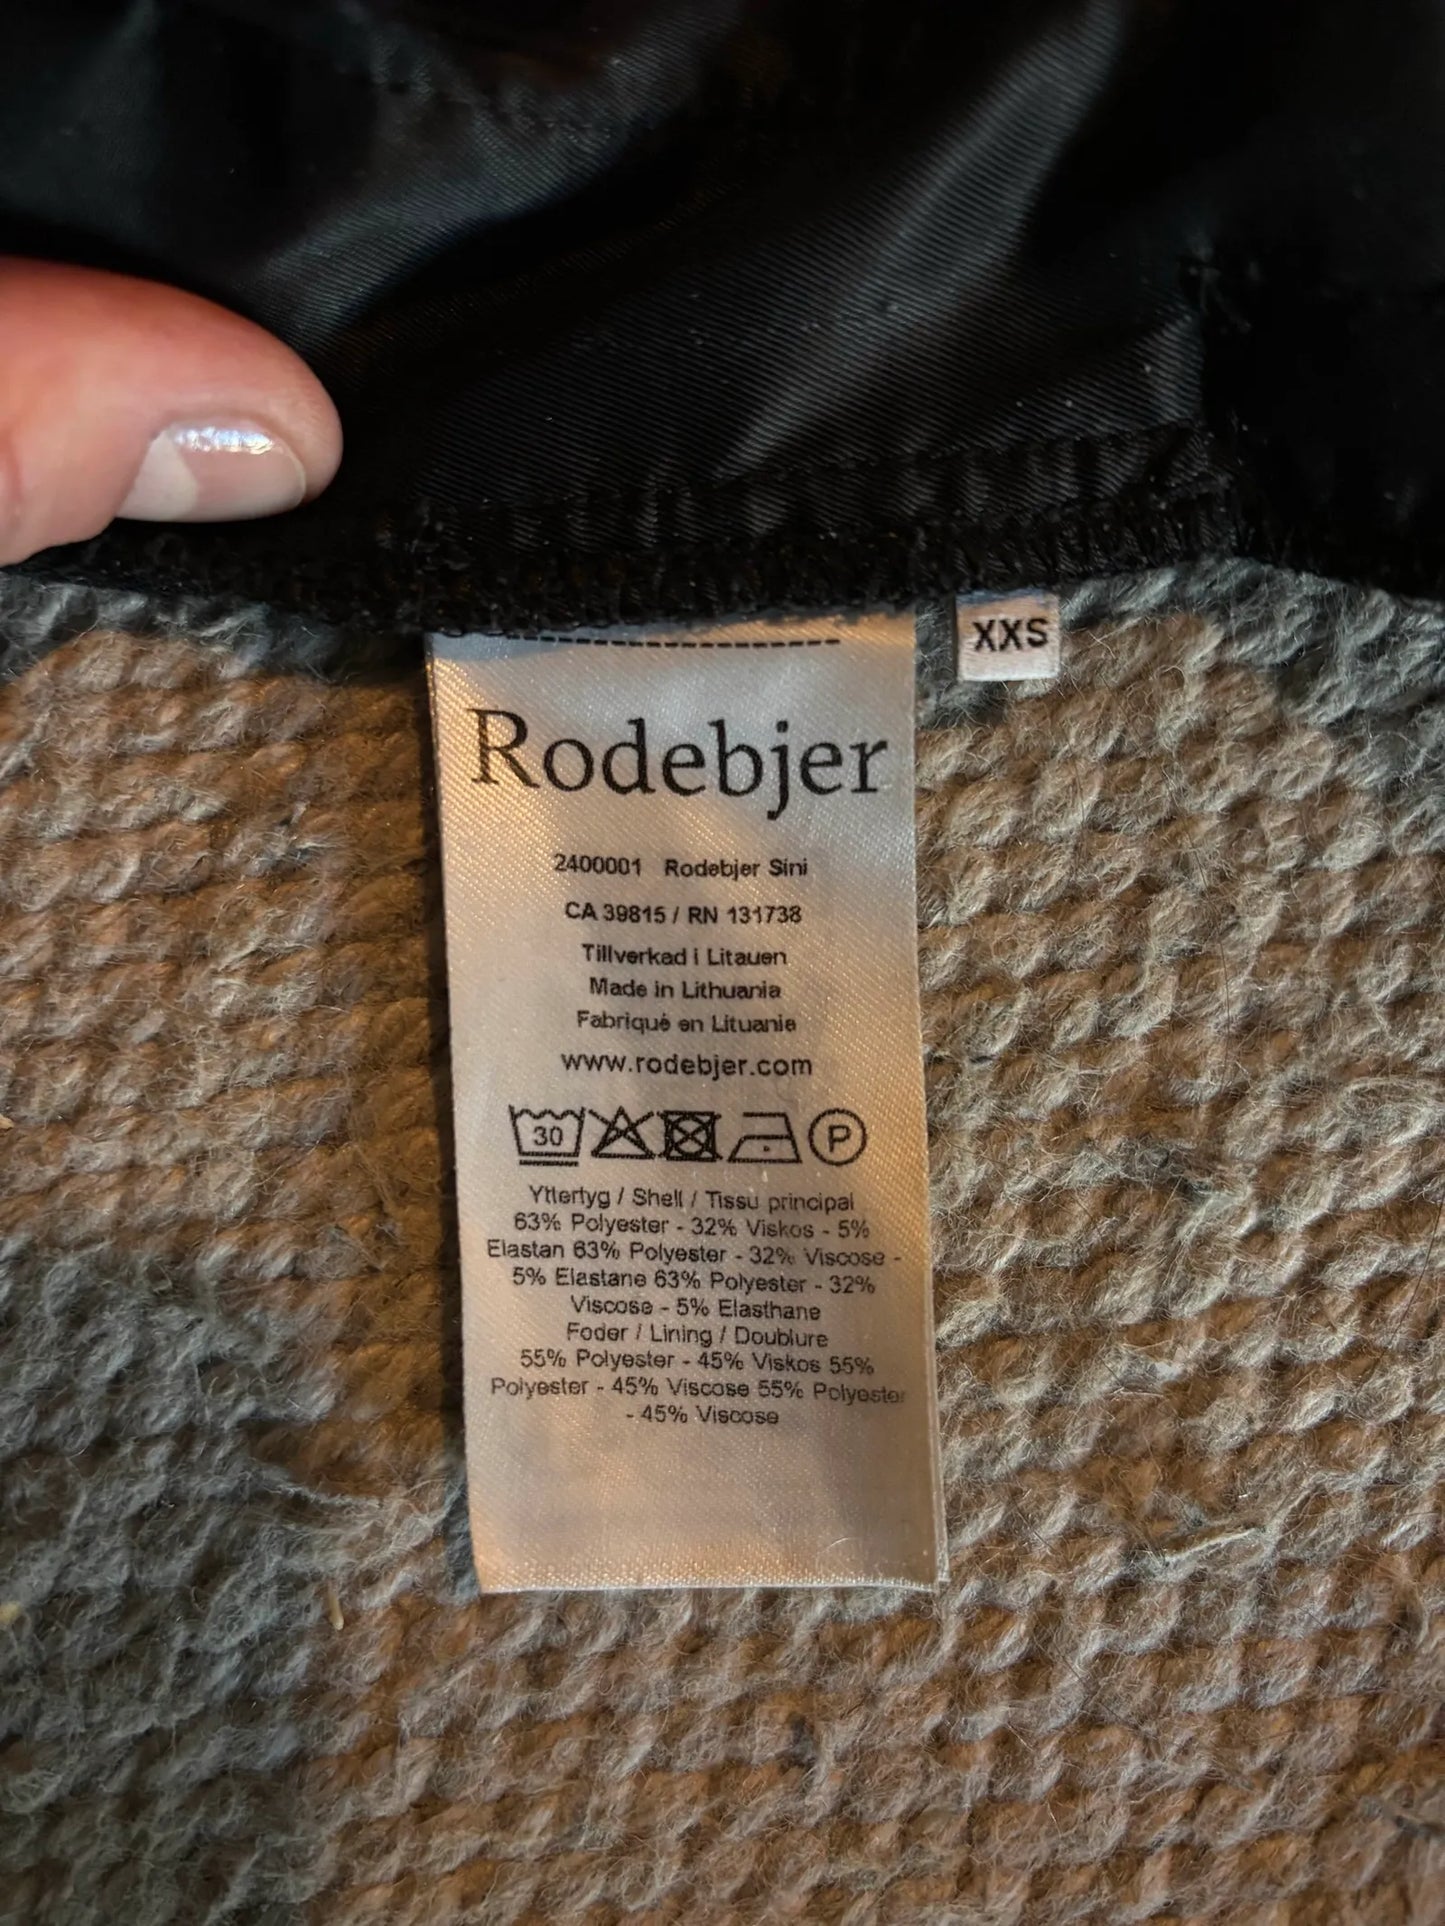 XXS
Rodebjer
2400001 Rodebjer Sini
CA 39815 / RN 131738
Tillverkad i Litauen
Made in Lithuania
Fabriqué en Lituanie
www.rodebjer.com
30 P
Yttertyg / Shell / Tissu principal
63% Polyester - 32% Viskos - 5%
Elastan 63% Polyester - 32% Viscose -
5% Elastane 63% Polyester - 32%
Viscose - 5% Elasthane
Foder / Lining / Doublure
55% Polyester - 45% Viskos 55%
Polyester - 45% Viscose 55% Polyester
- 45% Viscose